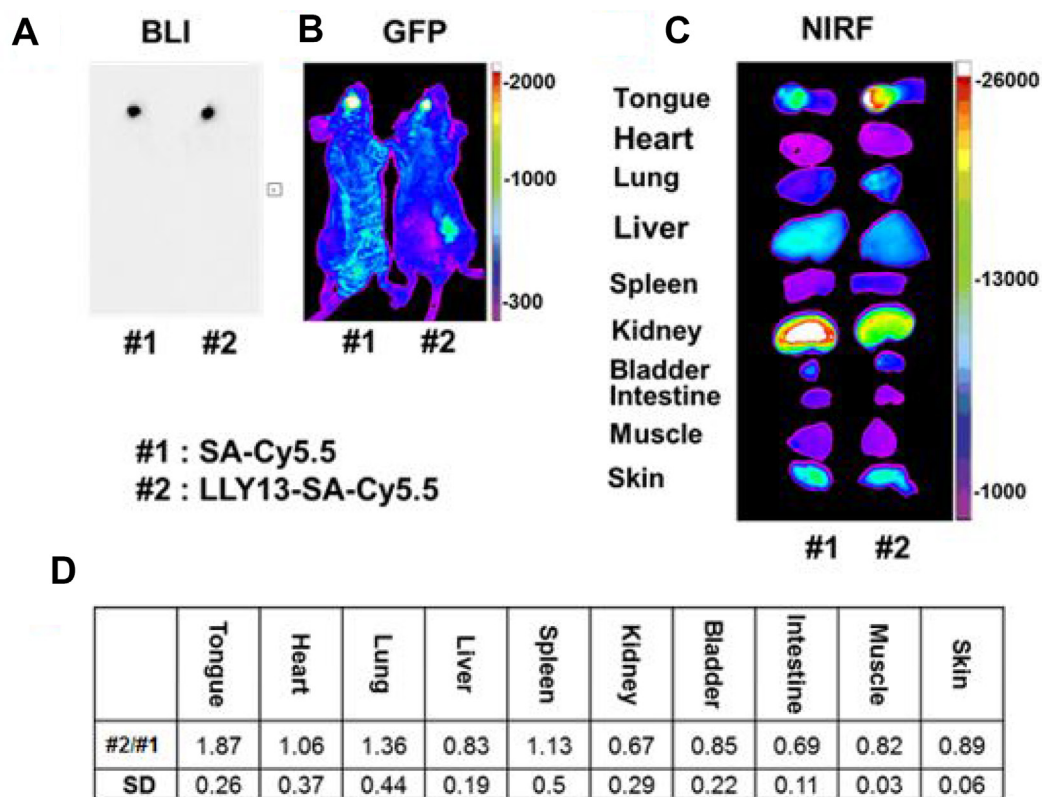 A BLI
B GFP
C NIRF
-2000
-1000
-300
#1 #2
#1 #2
#1 : SA-Cy5.5
#2 : LLY13-SA-Cy5.5
Tongue
Heart
Lung
Liver
Spleen
Kidney
Bladder
Intestine
Muscle
Skin
-26000
-13000
-1000
#1 #2
D
Tongue Heart Lung Liver Spleen Kidney Bladder Intestine Muscle Skin
#2/#1 1.87 1.06 1.36 0.83 1.13 0.67 0.85 0.69 0.82 0.89
SD 0.26 0.37 0.44 0.19 0.5 0.29 0.22 0.11 0.03 0.06